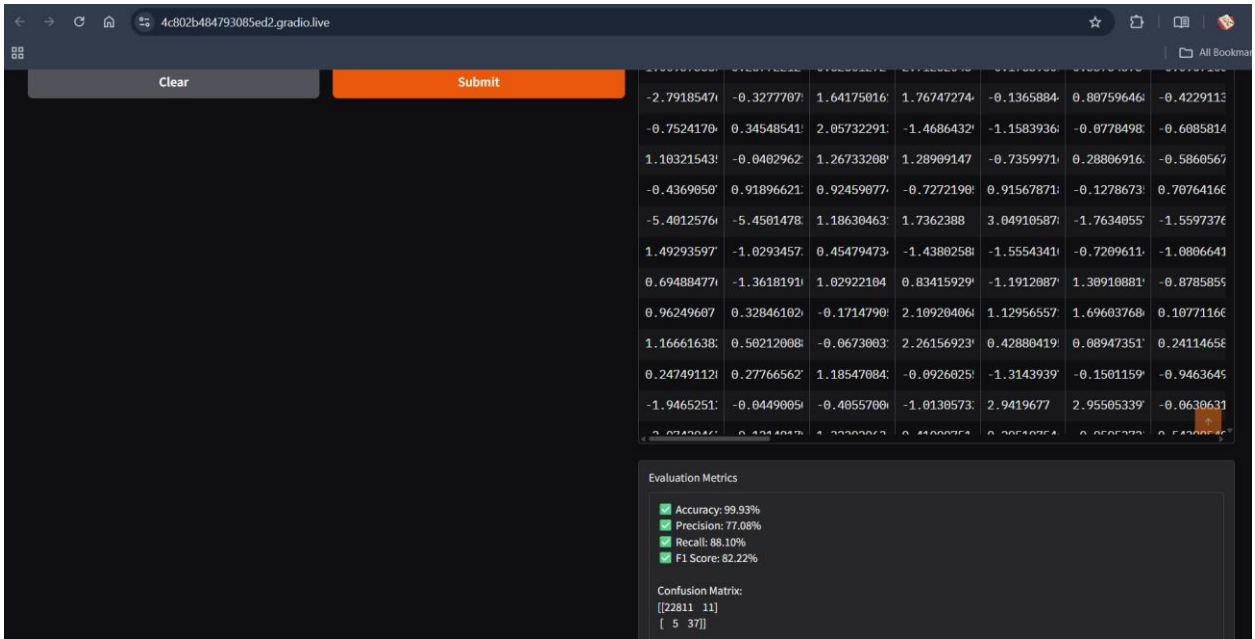 4c802b484793085ed2.gradio.live
All Bookmar
Clear Submit
-2.7918547 -0.3277707 1.64175016 1.76747274 -0.1365884 0.80759646 -0.4229113
-0.7524170 0.34548541 2.05732291 -1.4686432 -1.1583936 -0.0778498 -0.6085814
1.10321543 -0.0402962 1.26733208 1.28909147 -0.7359971 0.28806916 -0.5860567
-0.4369050 0.91896621 0.92459077 -0.7272190 0.91567871 -0.1278673 0.70764166
-5.4012576 -5.4501478 1.18630463 1.7362388 3.04910587 -1.7634055 -1.5597376
1.49293597 -1.0293457 0.45479473 -1.4380258 -1.5554341 -0.7209611 -1.0806641
0.69488477 -1.3618191 1.02922104 0.83415929 -1.1912087 1.30910881 -0.8785859
0.96249607 0.32846102 -0.1714790 2.10920406 1.12956557 1.69603768 0.10771166
1.16661638 0.50212008 -0.0673003 2.26156923 0.42880419 0.08947351 0.24114658
0.24749112 0.27766562 1.18547084 -0.0926025 -1.3143939 -0.1501159 -0.9463649
-1.9465251 -0.0449005 -0.4055700 -1.0130573 2.9419677 2.95505339 -0.0630631
Evaluation Metrics
✅ Accuracy: 99.93%
✅ Precision: 77.08%
✅ Recall: 88.10%
✅ F1 Score: 82.22%
Confusion Matrix:
[[22811 11]
[ 5 37]]